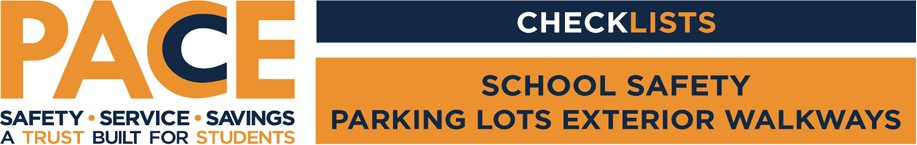 PACE
SAFETY • SERVICE • SAVINGS
A TRUST BUILT FOR STUDENTS
CHECKLISTS
SCHOOL SAFETY
PARKING LOTS EXTERIOR WALKWAYS